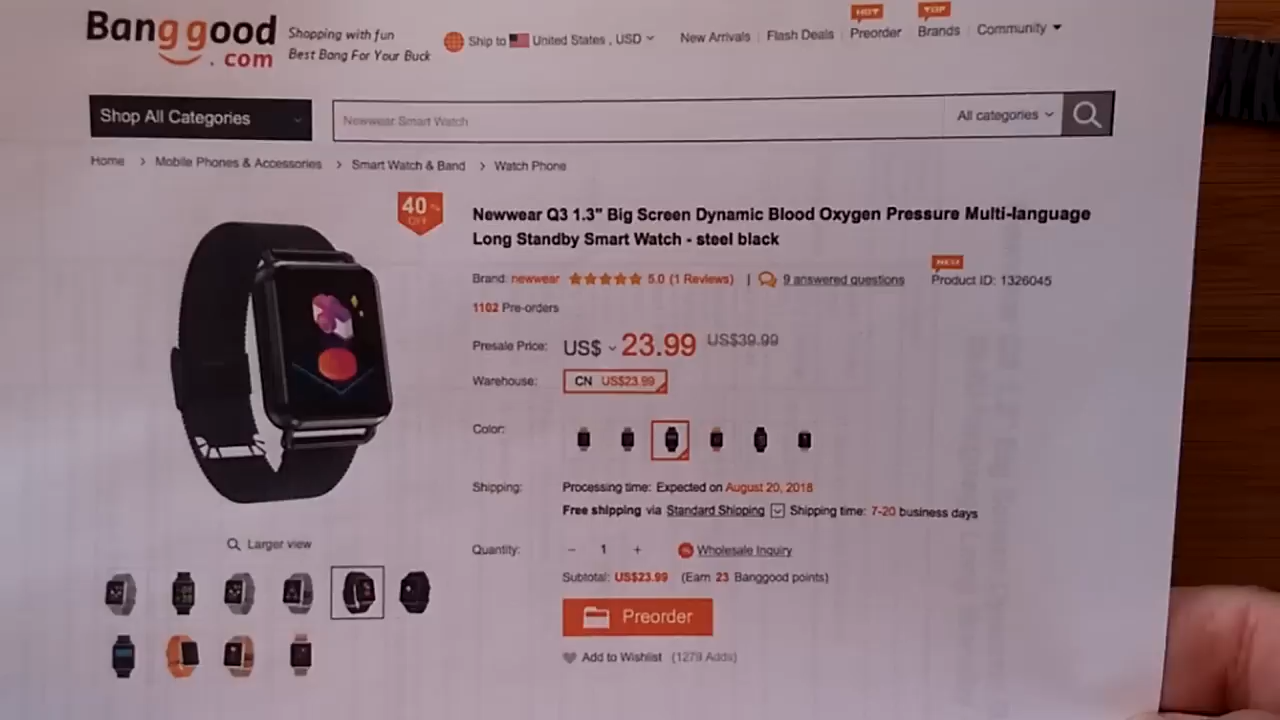 Banggood
.com
Shopping with fun
Best Bang For Your Buck
Ship to United States , USD
New Arrivals
Flash Deals
HOT
Preorder
TOP
Brands
Community
Shop All Categories
Newwear Smart Watch
All categories
Home > Mobile Phones & Accessories > Smart Watch & Band > Watch Phone
40%
OFF
Newwear Q3 1.3" Big Screen Dynamic Blood Oxygen Pressure Multi-language
Long Standby Smart Watch - steel black
Brand: newwear 5.0 (1 Reviews) | 9 answered questions
NEW
Product ID: 1326045
1102 Pre-orders
Presale Price: US$ 23.99 US$39.99
Warehouse: CN US$23.99
Color:
Shipping: Processing time: Expected on August 20, 2018
Free shipping via Standard Shipping Shipping time: 7-20 business days
Larger view
Quantity: − 1 + Wholesale Inquiry
Subtotal: US$23.99 (Earn 23 Banggood points)
Preorder
Add to Wishlist (1279 Adds)